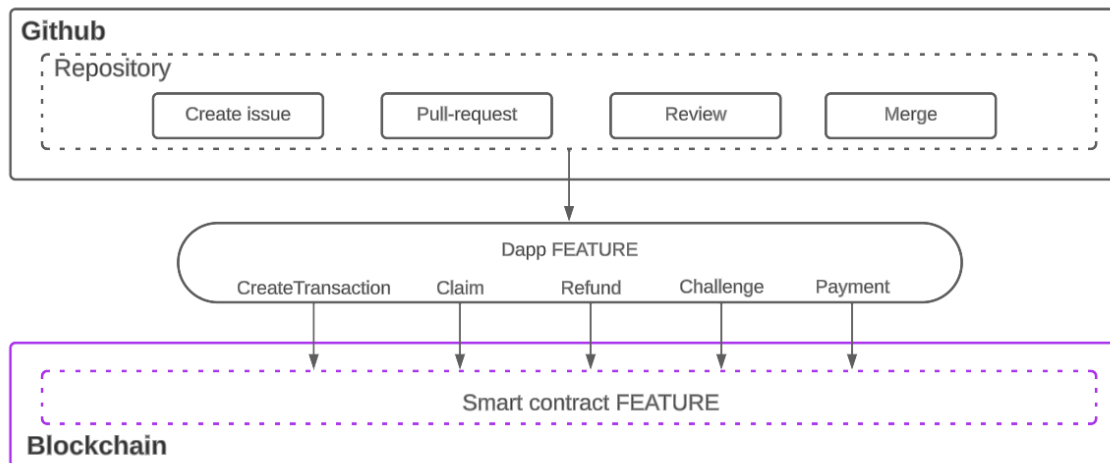 Github
Repository
Create issue Pull-request Review Merge
Dapp FEATURE
CreateTransaction Claim Refund Challenge Payment
Smart contract FEATURE
Blockchain